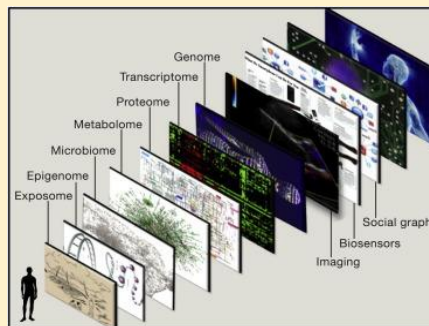 Genome
Transcriptome
Proteome
Metabolome
Microbiome
Epigenome
Exposome
Social graph
Biosensors
Imaging